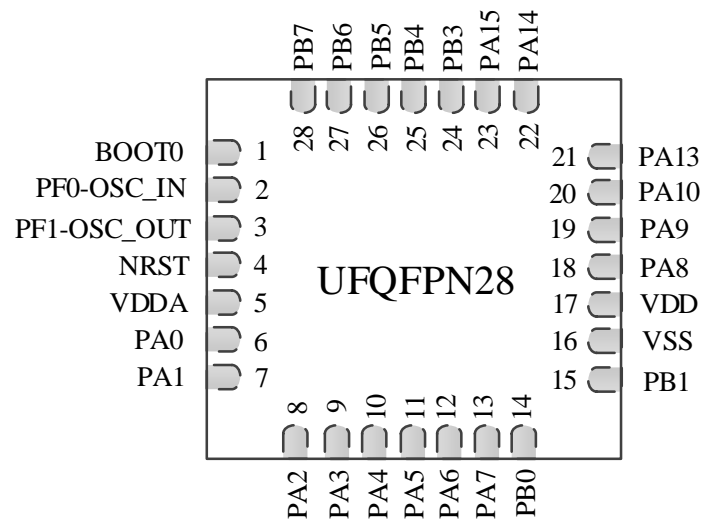 PB7 PB6 PB5 PB4 PB3 PA15 PA14
28 27 26 25 24 23 22
BOOT0 1
PF0-OSC_IN 2
PF1-OSC_OUT 3
NRST 4
VDDA 5
PA0 6
PA1 7
UFQFPN28
21 PA13
20 PA10
19 PA9
18 PA8
17 VDD
16 VSS
15 PB1
8 9 10 11 12 13 14
PA2 PA3 PA4 PA5 PA6 PA7 PB0